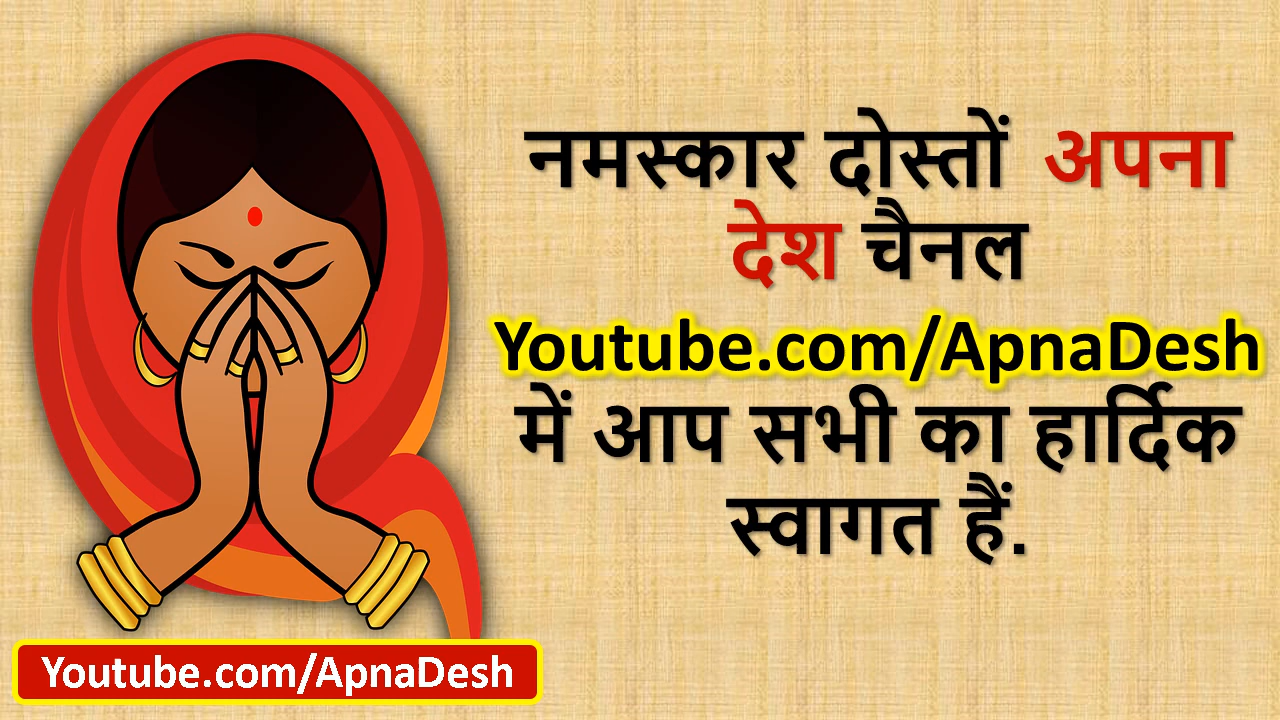 नमस्कार दोस्तों अपना
देश चैनल
Youtube.com/ApnaDesh
में आप सभी का हार्दिक
स्वागत हैं.
Youtube.com/ApnaDesh